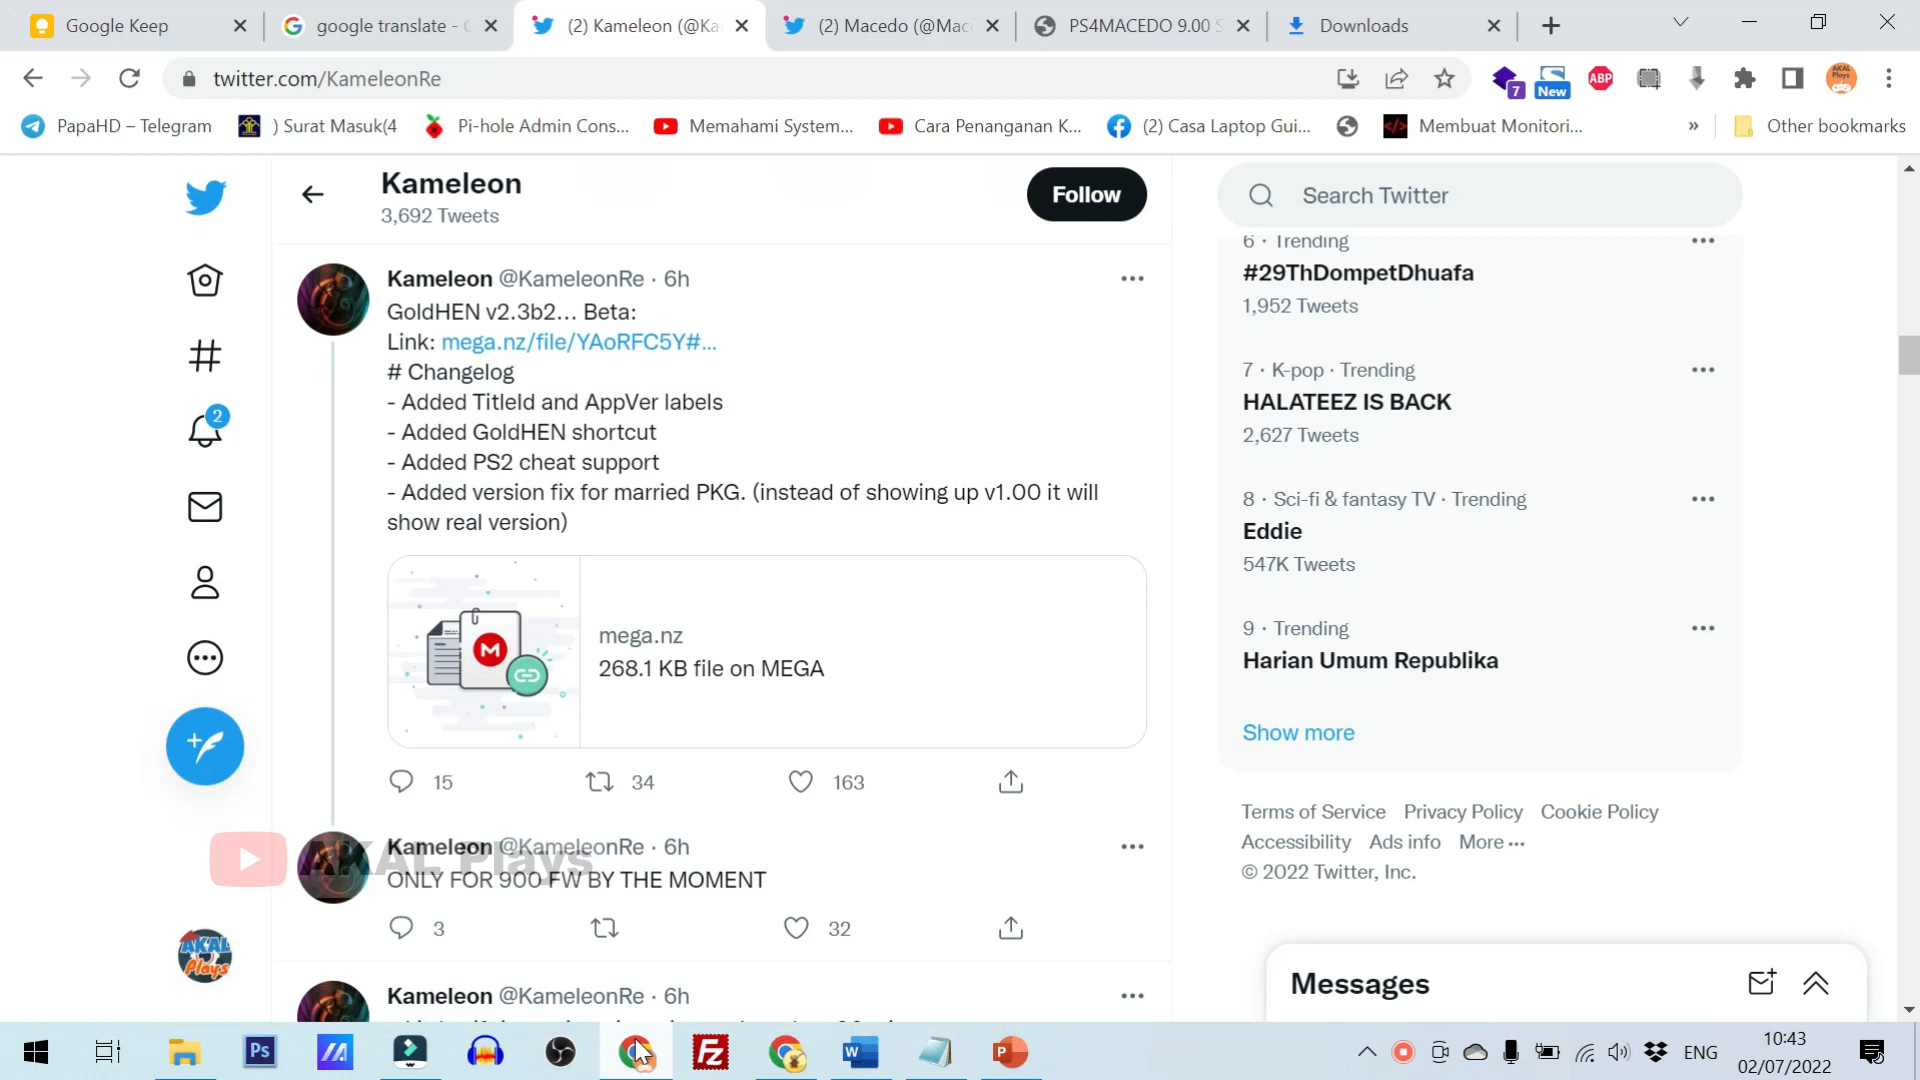 Google Keep
google translate - G
(2) Kameleon (@Ka
(2) Macedo (@Mac
PS4MACEDO 9.00 S
Downloads
twitter.com/KameleonRe
7
New
ABP
PapaHD – Telegram
) Surat Masuk(4
Pi-hole Admin Cons...
Memahami System...
Cara Penanganan K...
(2) Casa Laptop Gui...
Membuat Monitori...
»
Other bookmarks
Kameleon
3,692 Tweets
Follow
Search Twitter
Kameleon @KameleonRe · 6h
GoldHEN v2.3b2... Beta:
Link: mega.nz/file/YAoRFC5Y#...
# Changelog
- Added TitleId and AppVer labels
- Added GoldHEN shortcut
- Added PS2 cheat support
- Added version fix for married PKG. (instead of showing up v1.00 it will
show real version)
mega.nz
268.1 KB file on MEGA
15
34
163
Kameleon @KameleonRe · 6h
ONLY FOR 900 FW BY THE MOMENT
3
32
Kameleon @KameleonRe · 6h
AKAL Plays
2
AKAL
Plays
6 · Trending
#29ThDompetDhuafa
1,952 Tweets
7 · K-pop · Trending
HALATEEZ IS BACK
2,627 Tweets
8 · Sci-fi & fantasy TV · Trending
Eddie
547K Tweets
9 · Trending
Harian Umum Republika
Show more
Terms of Service Privacy Policy Cookie Policy
Accessibility Ads info More ···
© 2022 Twitter, Inc.
Messages
Ps
ENG
10:43
02/07/2022